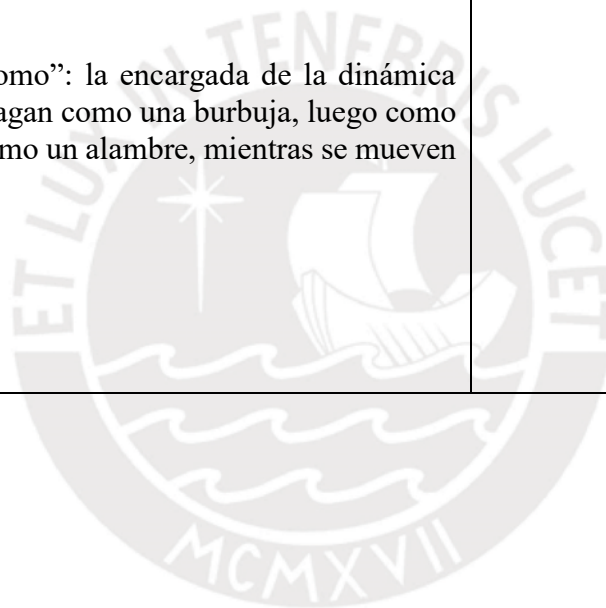 omo”: la encargada de la dinámica
agan como una burbuja, luego como
mo un alambre, mientras se mueven
ET LUX IN TENEBRIS LUCET
MCMXVII